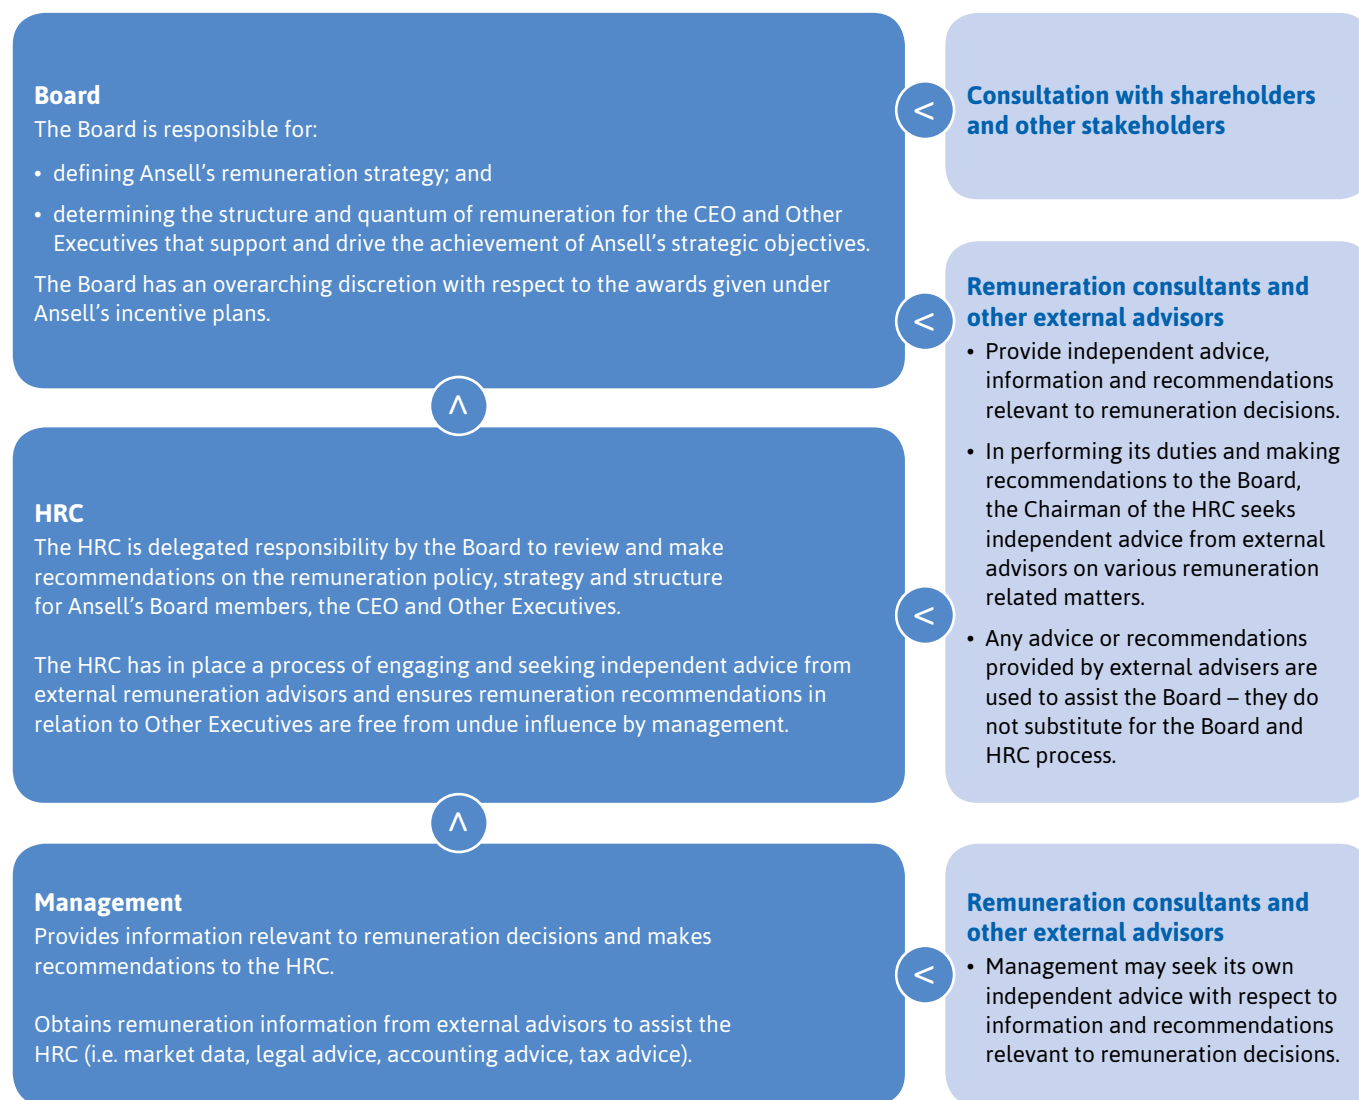 Board
The Board is responsible for:
• defining Ansell’s remuneration strategy; and
• determining the structure and quantum of remuneration for the CEO and Other
Executives that support and drive the achievement of Ansell’s strategic objectives.
The Board has an overarching discretion with respect to the awards given under
Ansell’s incentive plans.
<
Consultation with shareholders
and other stakeholders
<
Remuneration consultants and
other external advisors
• Provide independent advice,
information and recommendations
relevant to remuneration decisions.
• In performing its duties and making
recommendations to the Board,
the Chairman of the HRC seeks
independent advice from external
advisors on various remuneration
related matters.
• Any advice or recommendations
provided by external advisers are
used to assist the Board – they do
not substitute for the Board and
HRC process.
<
HRC
The HRC is delegated responsibility by the Board to review and make
recommendations on the remuneration policy, strategy and structure
for Ansell’s Board members, the CEO and Other Executives.
The HRC has in place a process of engaging and seeking independent advice from
external remuneration advisors and ensures remuneration recommendations in
relation to Other Executives are free from undue influence by management.
<
<
Management
Provides information relevant to remuneration decisions and makes
recommendations to the HRC.
Obtains remuneration information from external advisors to assist the
HRC (i.e. market data, legal advice, accounting advice, tax advice).
<
Remuneration consultants and
other external advisors
• Management may seek its own
independent advice with respect to
information and recommendations
relevant to remuneration decisions.